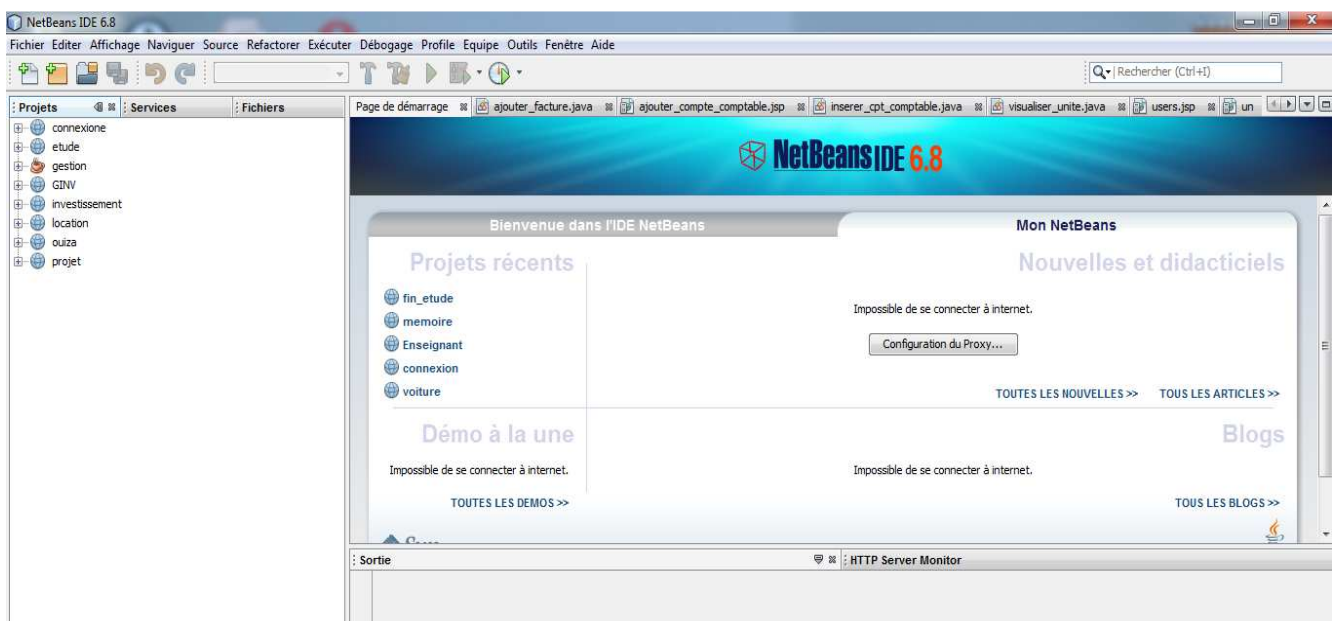 NetBeans IDE 6.8
Fichier Editer Affichage Naviguer Source Refactorer Exécuter Débogage Profile Equipe Outils Fenêtre Aide
Rechercher (Ctrl+I)
Projets Services Fichiers
Page de démarrage ajouter_facture.java ajouter_compte_comptable.jsp inserer_cpt_comptable.java visualiser_unite.java users.jsp un
connexione
etude
gestion
GINV
investissement
location
ouiza
projet
NetBeans IDE 6.8
Bienvenue dans l'IDE NetBeans
Mon NetBeans
Projets récents
fin_etude
memoire
Enseignant
connexion
voiture
Nouvelles et didacticiels
Impossible de se connecter à internet.
Configuration du Proxy...
TOUTES LES NOUVELLES >> TOUS LES ARTICLES >>
Démo à la une
Impossible de se connecter à internet.
TOUTES LES DEMOS >>
Blogs
Impossible de se connecter à internet.
TOUS LES BLOGS >>
Sortie
HTTP Server Monitor